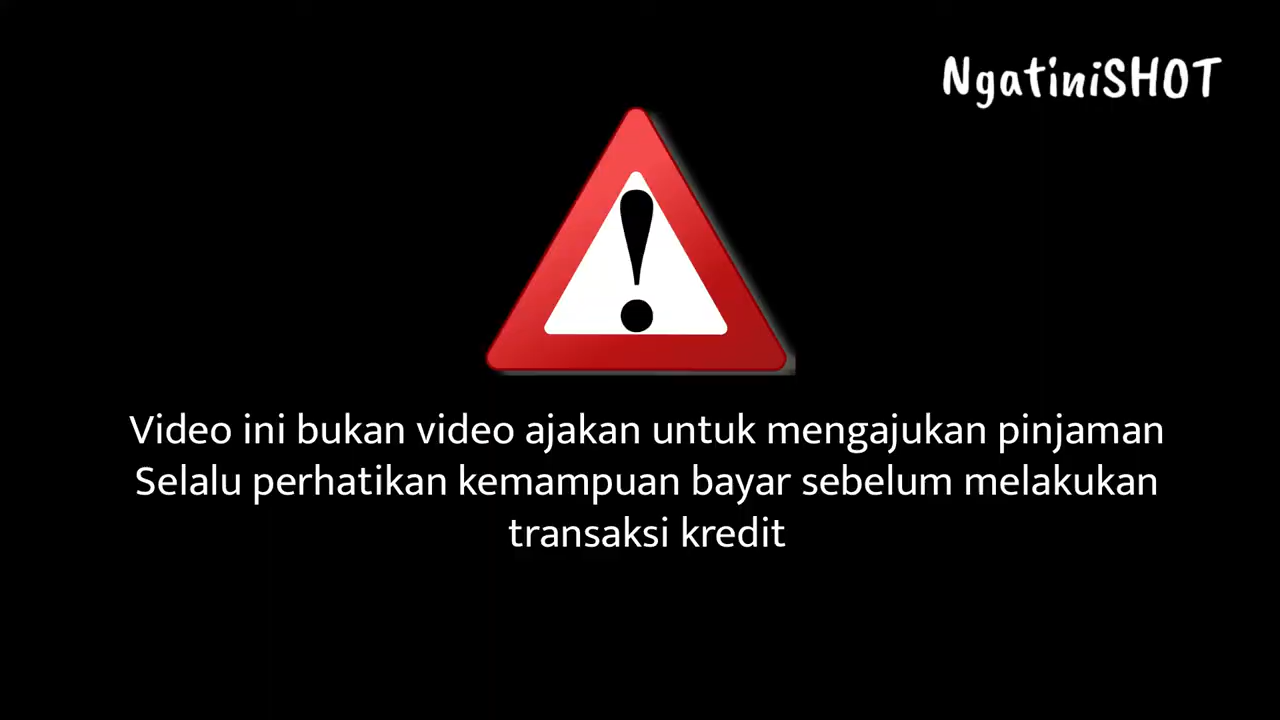 NgatiniSHOT
!
Video ini bukan video ajakan untuk mengajukan pinjaman
Selalu perhatikan kemampuan bayar sebelum melakukan
transaksi kredit